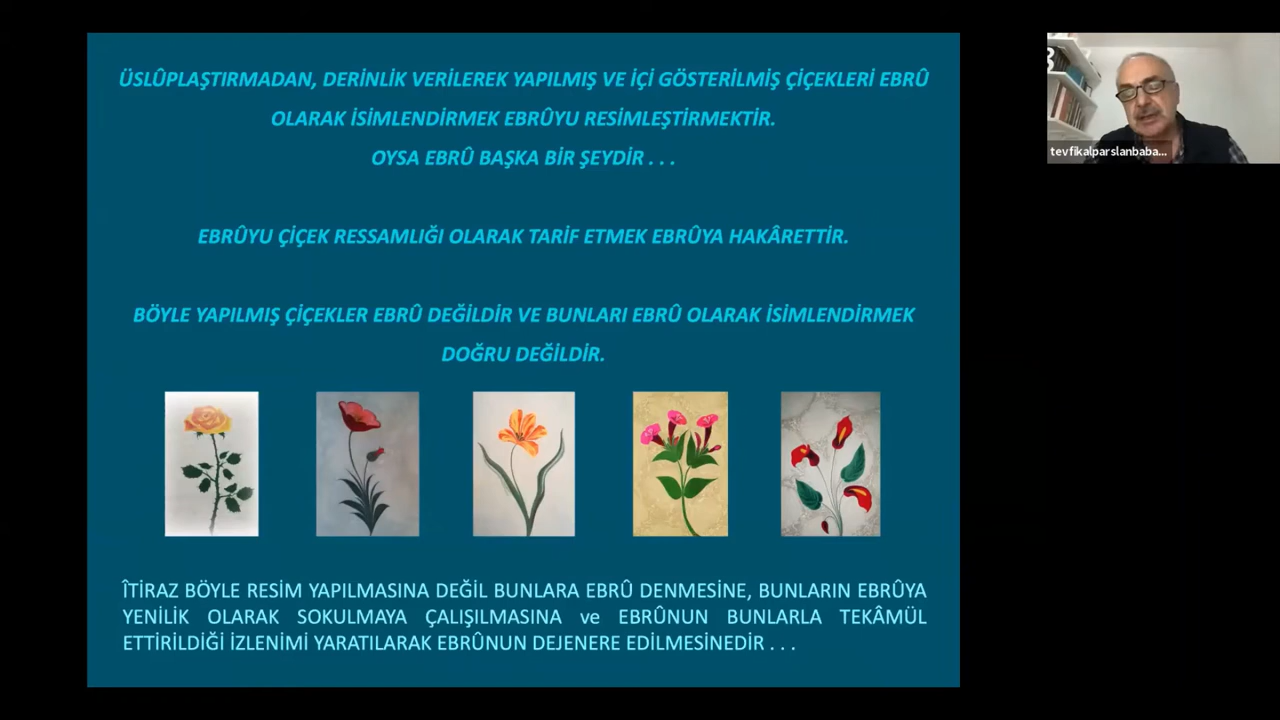 ÜSLÛPLAŞTIRMADAN, DERİNLİK VERİLEREK YAPILMIŞ VE İÇİ GÖSTERİLMİŞ ÇİÇEKLERİ EBRÛ
OLARAK İSİMLENDİRMEK EBRÛYU RESİMLEŞTİRMEKTİR.
OYSA EBRÛ BAŞKA BİR ŞEYDİR . . .
EBRÛYU ÇİÇEK RESSAMLIĞI OLARAK TARİF ETMEK EBRÛYA HAKÂRETTİR.
BÖYLE YAPILMIŞ ÇİÇEKLER EBRÛ DEĞİLDİR VE BUNLARI EBRÛ OLARAK İSİMLENDİRMEK
DOĞRU DEĞİLDİR.
ÎTİRAZ BÖYLE RESİM YAPILMASINA DEĞİL BUNLARA EBRÛ DENMESİNE, BUNLARIN EBRÛYA
YENİLİK OLARAK SOKULMAYA ÇALIŞILMASINA ve EBRÛNUN BUNLARLA TEKÂMÜL
ETTİRİLDİĞİ İZLENİMİ YARATILARAK EBRÛNUN DEJENERE EDİLMESİNEDİR . . .
tevfikalparslanbaba...